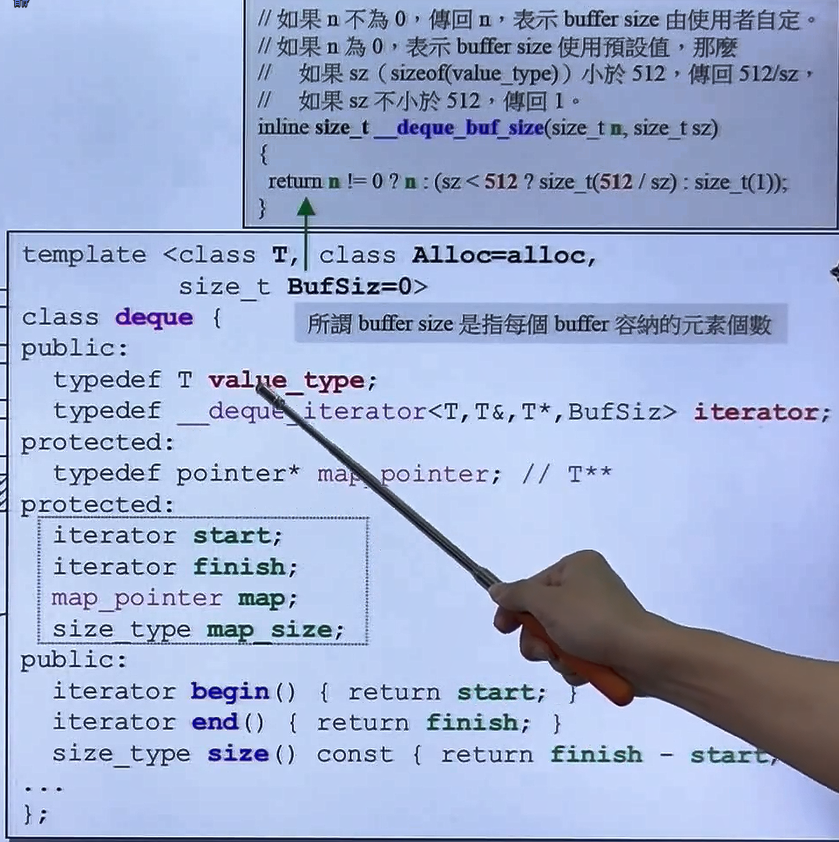 // 如果 n 不為 0，傳回 n，表示 buffer size 由使用者自定。
// 如果 n 為 0，表示 buffer size 使用預設值，那麼
//    如果 sz（sizeof(value_type)）小於 512，傳回 512/sz，
//    如果 sz 不小於 512，傳回 1。
inline size_t __deque_buf_size(size_t n, size_t sz)
{
  return n != 0 ? n : (sz < 512 ? size_t(512 / sz) : size_t(1));
}
template <class T, class Alloc=alloc,
          size_t BufSiz=0>
class deque {
所謂 buffer size 是指每個 buffer 容納的元素個數
public:
  typedef T value_type;
  typedef __deque_iterator<T,T&,T*,BufSiz> iterator;
protected:
  typedef pointer* map_pointer; // T**
protected:
  iterator start;
  iterator finish;
  map_pointer map;
  size_type map_size;
public:
  iterator begin() { return start; }
  iterator end() { return finish; }
  size_type size() const { return finish - start;
...
};